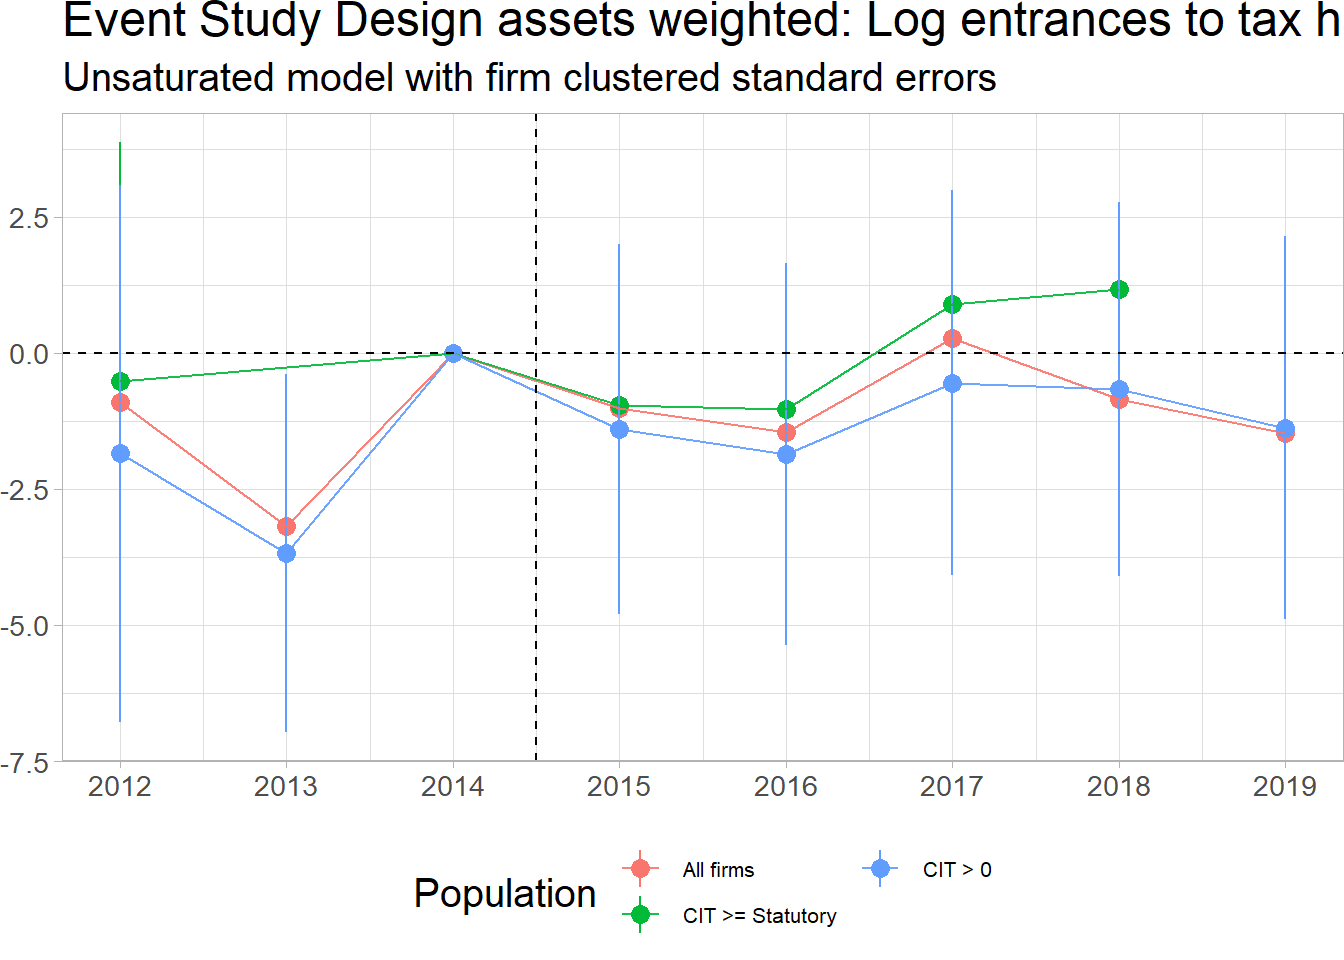 Event Study Design assets weighted: Log entrances to tax h
Unsaturated model with firm clustered standard errors
2.5
0.0
-2.5
-5.0
-7.5
2012 2013 2014 2015 2016 2017 2018 2019
Population
All firms
CIT >= Statutory
CIT > 0